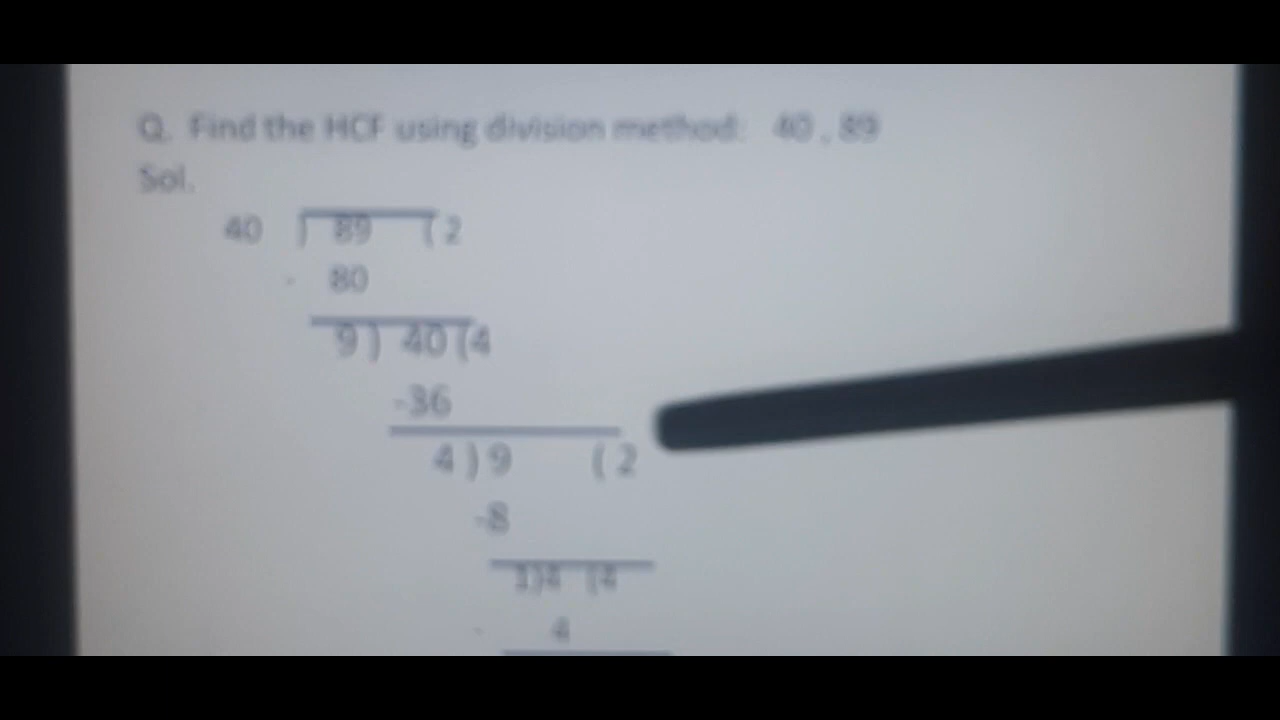 Q. Find the HCF using division method: 40 , 89
Sol.
40 ) 89 ( 2
- 80
9 ) 40 (4
-36
4 ) 9 ( 2
-8
1)4 (4
- 4